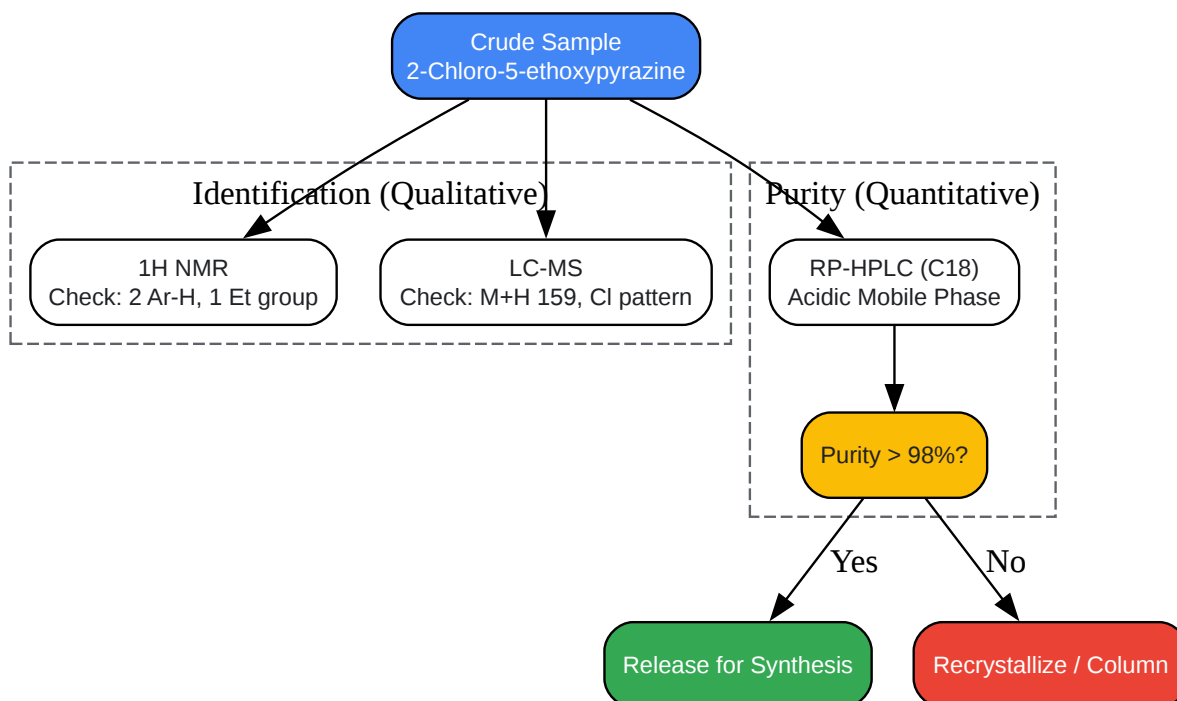 Crude Sample
2-Chloro-5-ethoxypyrazine
Identification (Qualitative)
Purity (Quantitative)
1H NMR
Check: 2 Ar-H, 1 Et group
LC-MS
Check: M+H 159, Cl pattern
RP-HPLC (C18)
Acidic Mobile Phase
Purity > 98%?
Yes
No
Release for Synthesis
Recrystallize / Column